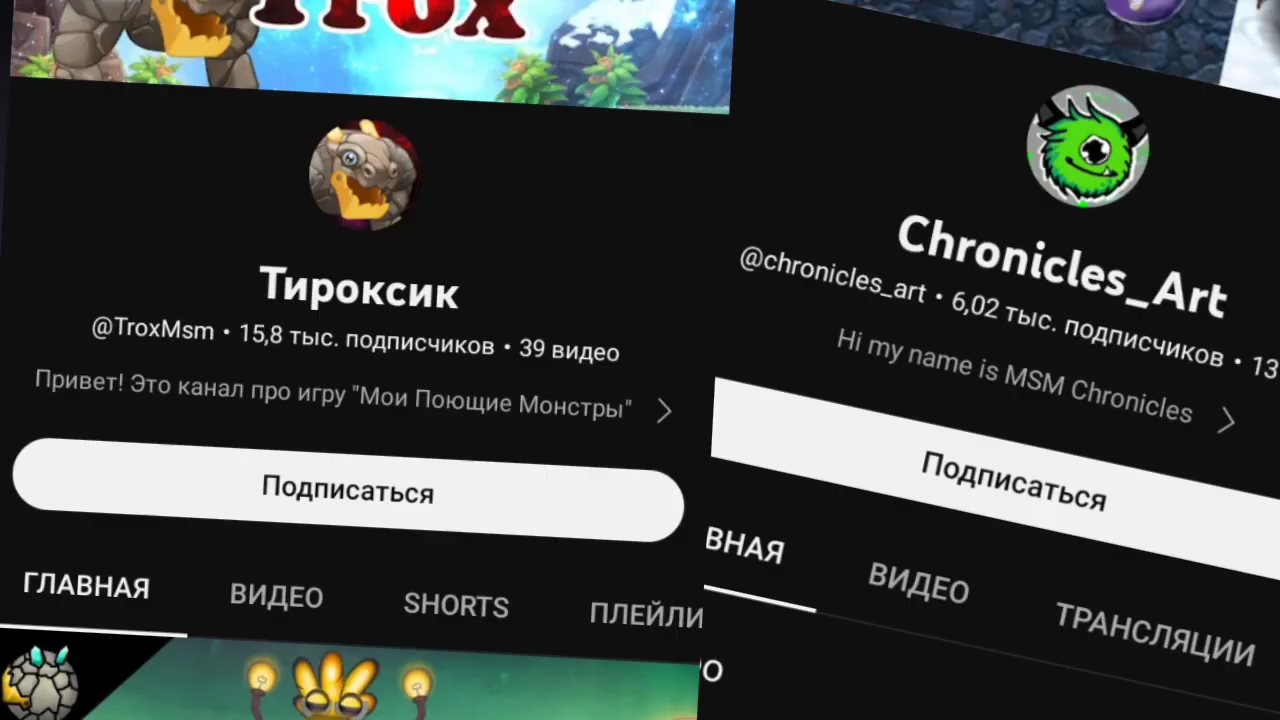 Trox
Тироксик
@TroxMsm • 15,8 тыс. подписчиков • 39 видео
Привет! Это канал про игру "Мои Поющие Монстры"
Подписаться
ГЛАВНАЯ ВИДЕО SHORTS ПЛЕЙЛИ
Chronicles_Art
@chronicles_art • 6,02 тыс. подписчиков • 13
Hi my name is MSM Chronicles
Подписаться
ВНАЯ ВИДЕО ТРАНСЛЯЦИИ
О